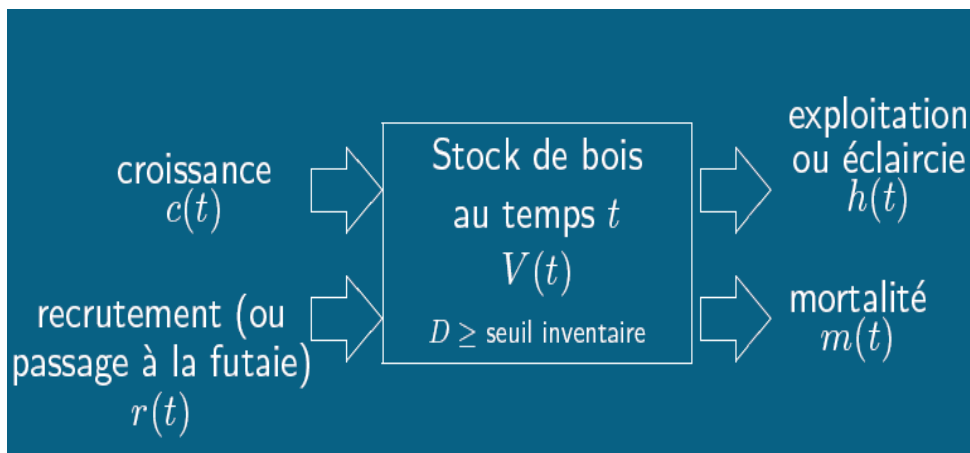 croissance
c(t)
recrutement (ou
passage à la futaie)
r(t)
Stock de bois
au temps t
V(t)
D ≥ seuil inventaire
exploitation
ou éclaircie
h(t)
mortalité
m(t)